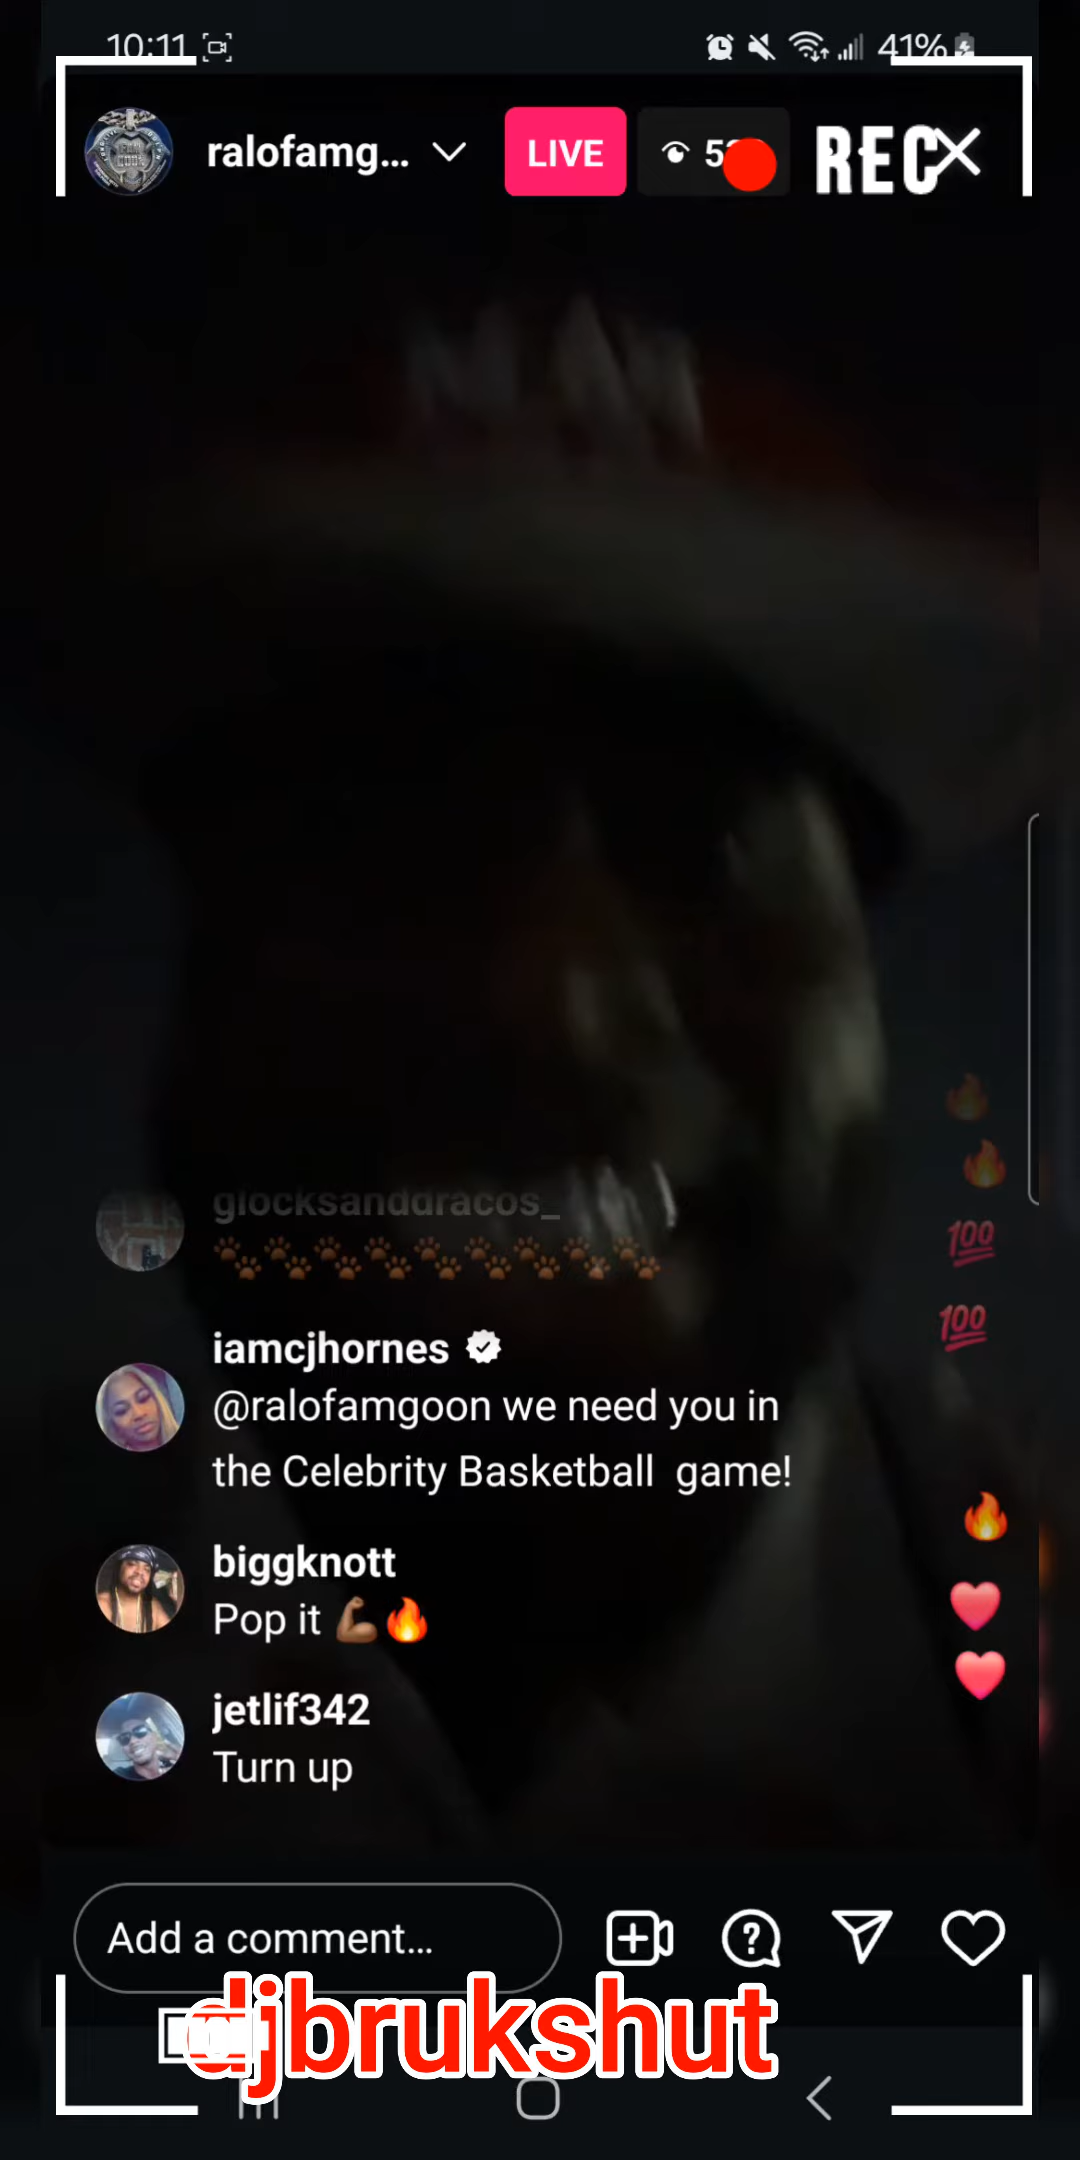 10:11
41%
ralofamg...
LIVE
REC
glocksanddracos_
iamcjhornes
@ralofamgoon we need you in
the Celebrity Basketball game!
biggknott
Pop it 💪🏾🔥
jetlif342
Turn up
Add a comment...
djbrukshut